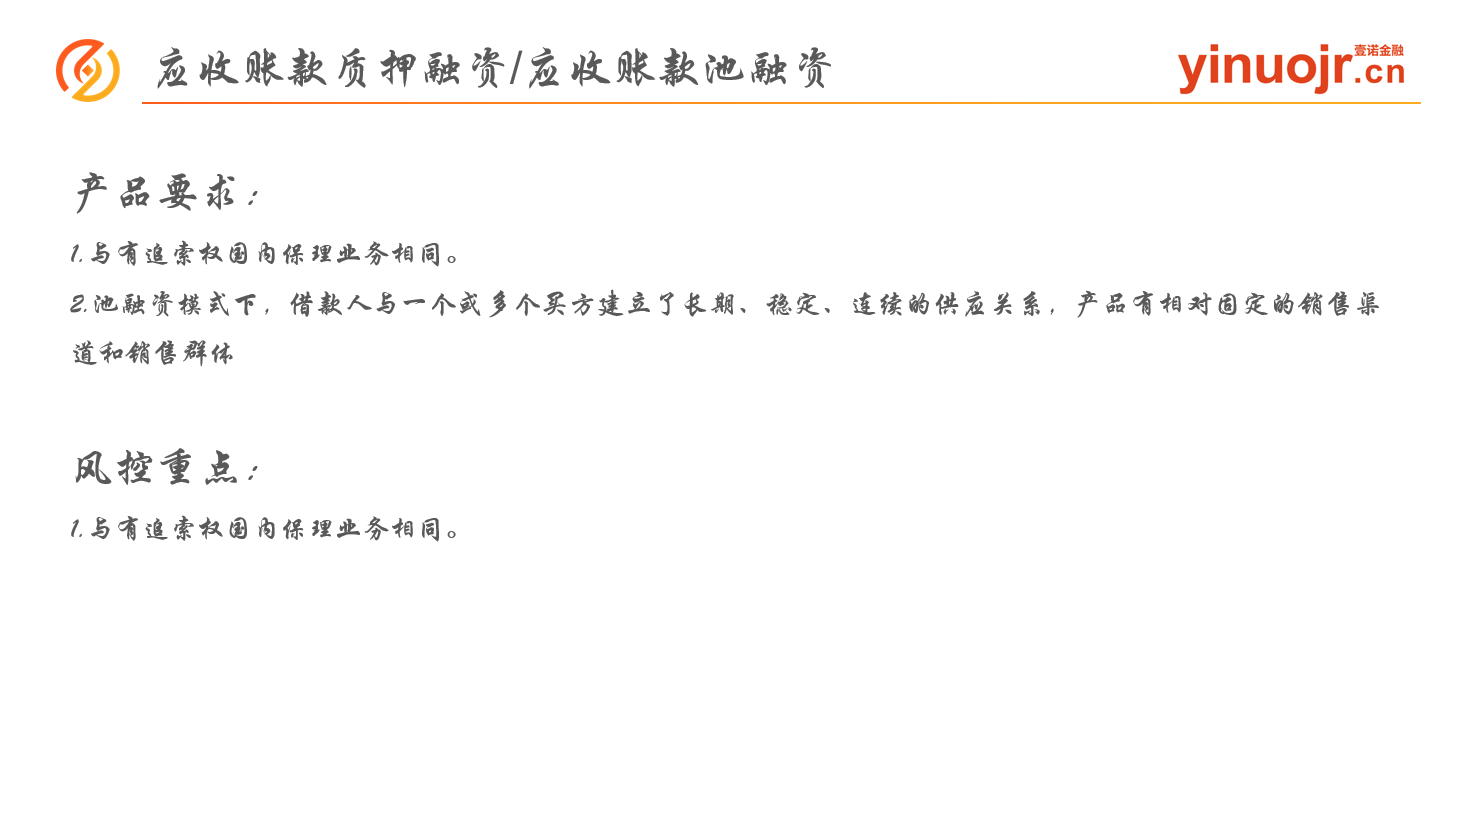 应收账款质押融资/应收账款池融资
壹诺金融
yinuojr.cn
产品要求：
1.与有追索权国内保理业务相同。
2.池融资模式下，借款人与一个或多个买方建立了长期、稳定、连续的供应关系，产品有相对固定的销售渠
道和销售群体
风控重点：
1.与有追索权国内保理业务相同。